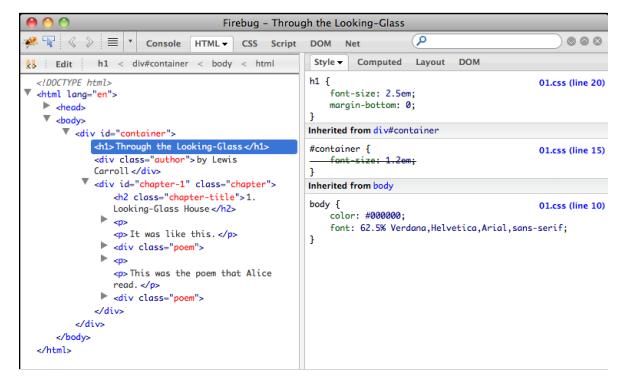 Firebug - Through the Looking-Glass
Console HTML CSS Script DOM Net
Edit h1 < div#container < body < html
Style Computed Layout DOM
<!DOCTYPE html>
<html lang="en">
<head>
<body>
<div id="container">
<h1>Through the Looking-Glass</h1>
<div class="author">by Lewis
Carroll</div>
<div id="chapter-1" class="chapter">
<h2 class="chapter-title">1.
Looking-Glass House</h2>
<p>
<p>It was like this.</p>
<div class="poem">
<p>
<p>This was the poem that Alice
read.</p>
<div class="poem">
</div>
</div>
</body>
</html>
h1 { 01.css (line 20)
font-size: 2.5em;
margin-bottom: 0;
}
Inherited from div#container
#container { 01.css (line 15)
font-size: 1.2em;
}
Inherited from body
body { 01.css (line 10)
color: #000000;
font: 62.5% Verdana,Helvetica,Arial,sans-serif;
}